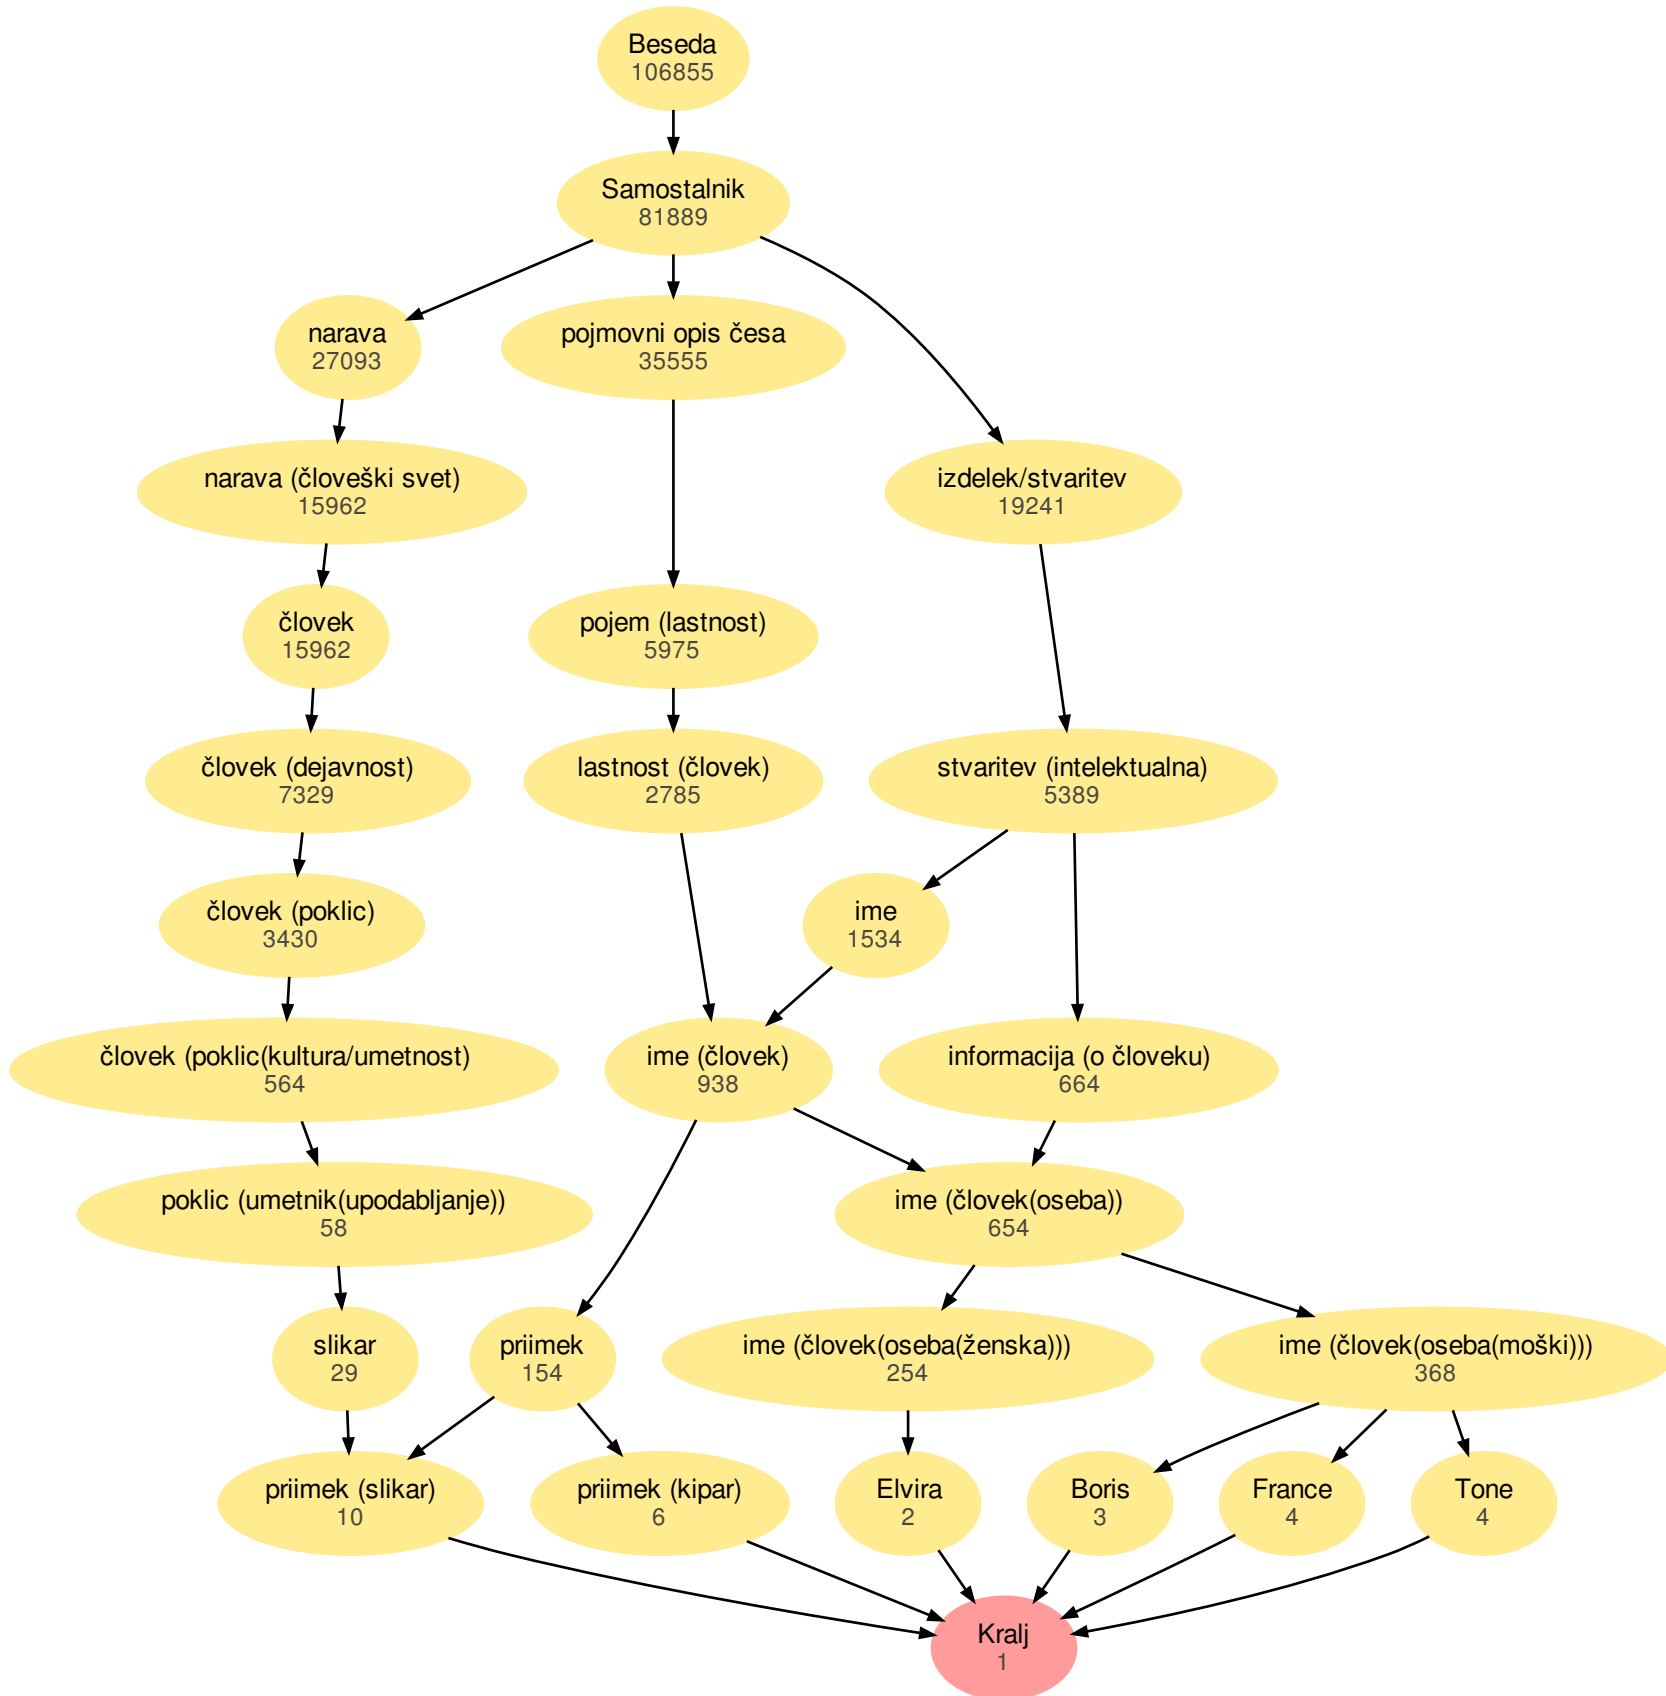 Beseda
106855
Samostalnik
81889
narava
27093
pojmovni opis česa
35555
narava (človeški svet)
15962
izdelek/stvaritev
19241
človek
15962
pojem (lastnost)
5975
človek (dejavnost)
7329
lastnost (človek)
2785
stvaritev (intelektualna)
5389
človek (poklic)
3430
ime
1534
človek (poklic(kultura/umetnost)
564
ime (človek)
938
informacija (o človeku)
664
poklic (umetnik(upodabljanje))
58
ime (človek(oseba))
654
slikar
29
priimek
154
ime (človek(oseba(ženska)))
254
ime (človek(oseba(moški)))
368
priimek (slikar)
10
priimek (kipar)
6
Elvira
2
Boris
3
France
4
Tone
4
Kralj
1